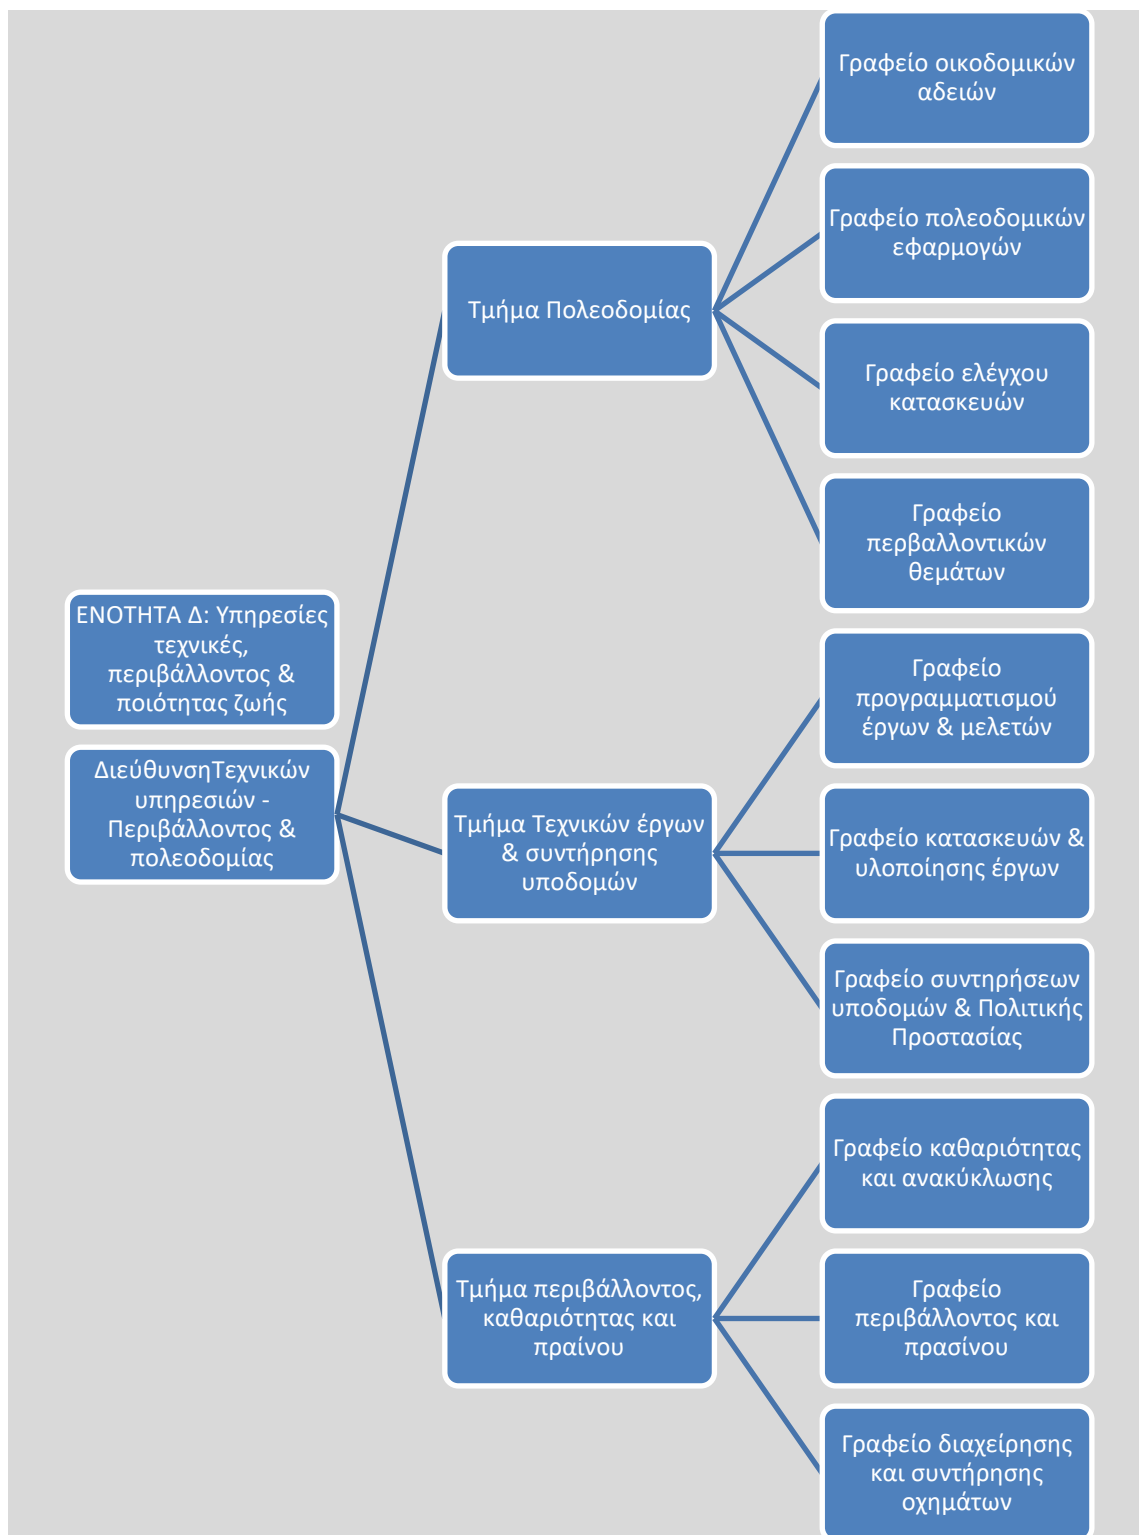 Γραφείο οικοδομικών
αδειών
Γραφείο πολεοδομικών
εφαρμογών
Τμήμα Πολεοδομίας
Γραφείο ελέγχου
κατασκευών
Γραφείο
περβαλλοντικών
θεμάτων
ΕΝΟΤΗΤΑ Δ: Υπηρεσίες
τεχνικές,
περιβάλλοντος &
ποιότητας ζωής
ΔιεύθυνσηΤεχνικών
υπηρεσιών -
Περιβάλλοντος &
πολεοδομίας
Γραφείο
προγραμματισμού
έργων & μελετών
Τμήμα Τεχνικών έργων
& συντήρησης
υποδομών
Γραφείο κατασκευών &
υλοποίησης έργων
Γραφείο συντηρήσεων
υποδομών & Πολιτικής
Προστασίας
Γραφείο καθαριότητας
και ανακύκλωσης
Τμήμα περιβάλλοντος,
καθαριότητας και
πραίνου
Γραφείο
περιβάλλοντος και
πρασίνου
Γραφείο διαχείρησης
και συντήρησης
οχημάτων